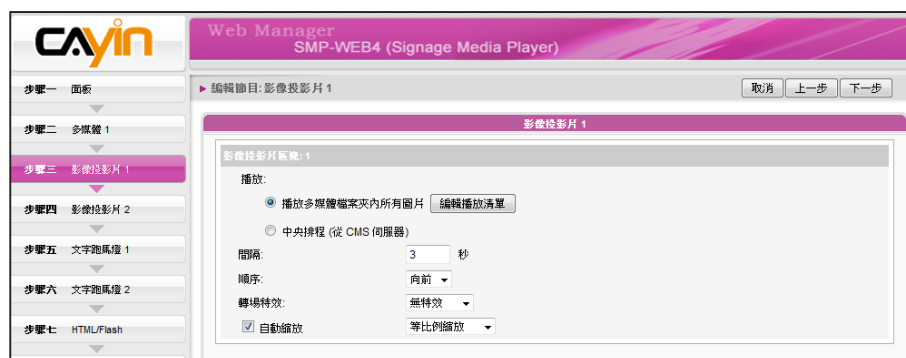 CAYIN
Web Manager
SMP-WEB4 (Signage Media Player)
步驟一 面板
步驟二 多媒體 1
步驟三 影像投影片 1
步驟四 影像投影片 2
步驟五 文字跑馬燈 1
步驟六 文字跑馬燈 2
步驟七 HTML/Flash
編輯節目: 影像投影片 1
取消 上一步 下一步
影像投影片 1
影像投影片區塊: 1
播放:
播放多媒體檔案夾內所有圖片 編輯播放清單
中央排程 (從 CMS 伺服器)
間隔: 3 秒
順序: 向前
轉場特效: 無特效
自動縮放 等比例縮放